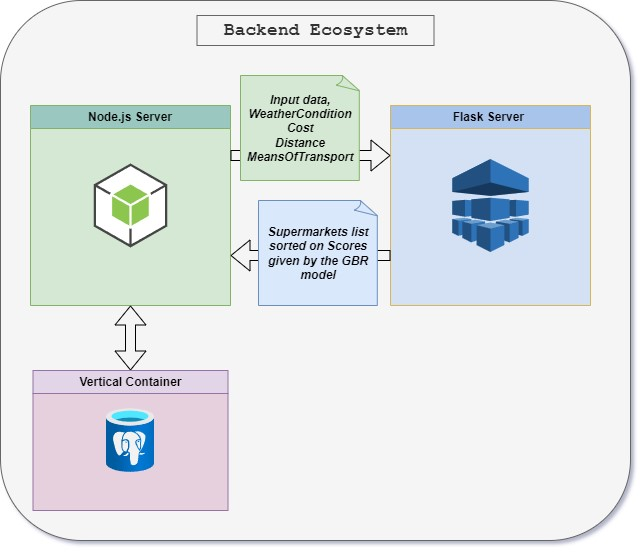 Backend Ecosystem
Node.js Server
Input data,
WeatherCondition
Cost
Distance
MeansOfTransport
Flask Server
Supermarkets list
sorted on Scores
given by the GBR
model
Vertical Container